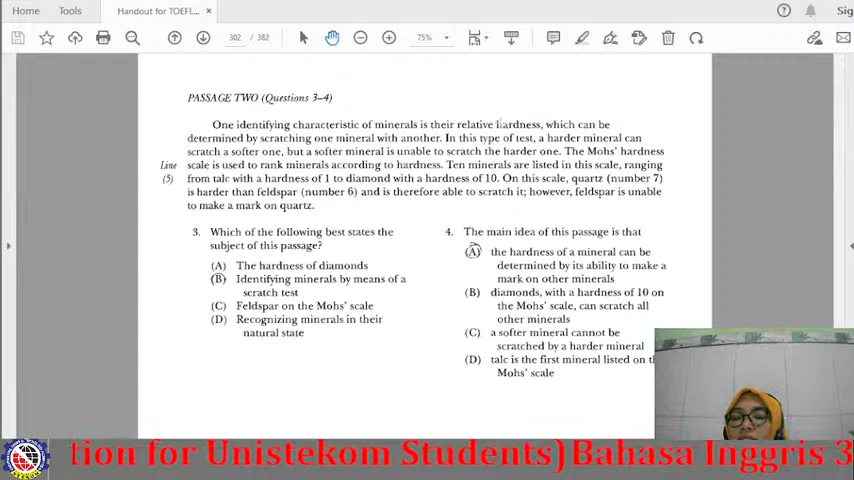 Home
Tools
Handout for TOEFL... ×
Sig
302 / 382
75%
PASSAGE TWO (Questions 3–4)
One identifying characteristic of minerals is their relative hardness, which can be
determined by scratching one mineral with another. In this type of test, a harder mineral can
scratch a softer one, but a softer mineral is unable to scratch the harder one. The Mohs' hardness
Line scale is used to rank minerals according to hardness. Ten minerals are listed in this scale, ranging
(5) from talc with a hardness of 1 to diamond with a hardness of 10. On this scale, quartz (number 7)
is harder than feldspar (number 6) and is therefore able to scratch it; however, feldspar is unable
to make a mark on quartz.
3. Which of the following best states the
subject of this passage?
(A) The hardness of diamonds
(B) Identifying minerals by means of a
scratch test
(C) Feldspar on the Mohs' scale
(D) Recognizing minerals in their
natural state
4. The main idea of this passage is that
(A) the hardness of a mineral can be
determined by its ability to make a
mark on other minerals
(B) diamonds, with a hardness of 10 on
the Mohs' scale, can scratch all
other minerals
(C) a softer mineral cannot be
scratched by a harder mineral
(D) talc is the first mineral listed on th
Mohs' scale
tion for Unistekom Students) Bahasa Inggris 3